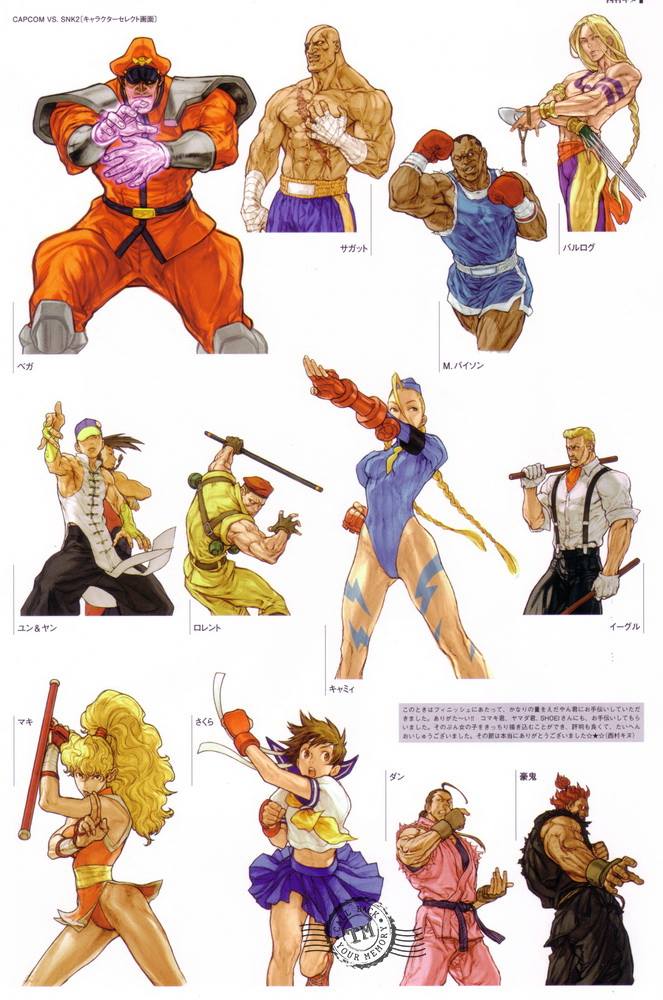 CAPCOM VS. SNK2［キャラクターセレクト画面］
サガット
バルログ
ベガ
M. バイソン
ユン&ヤン
ロレント
イーグル
キャミィ
マキ
さくら
このときはフィニッシュにあたって、かなりの量をえだやん君にお手伝いしていただ
きました。ありがた〜い!! コマキ君、ヤマダ君、SHOEIさんにも、お手伝いしてもら
いました。そのぶん女の子をきっちり描き込むことができ、評判も良くて、たいへん
おいしゅうございました。その節は本当にありがとうございました☆★☆（西村キヌ）
ダン
豪鬼
CALL BACK
TM
YOUR MEMORY